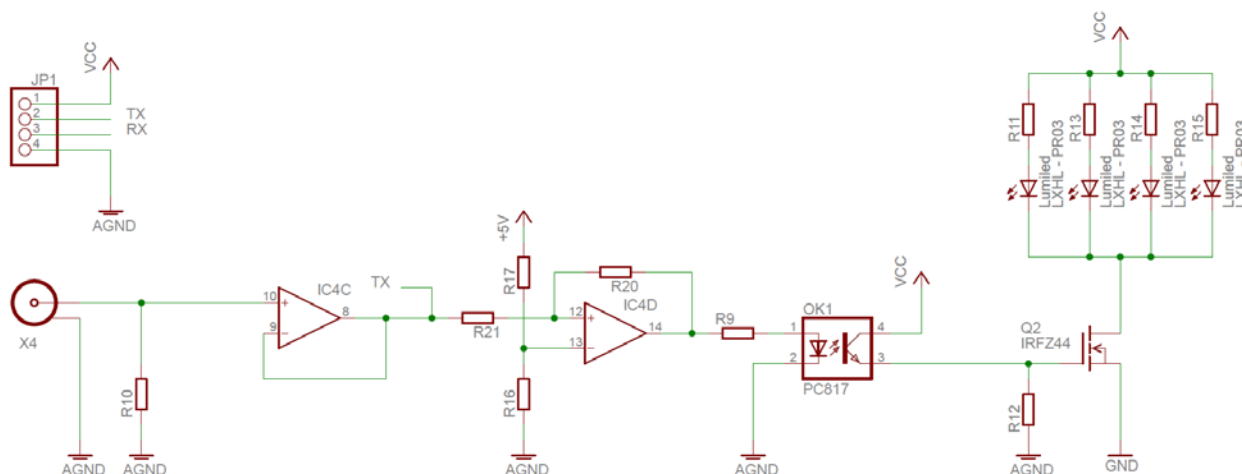 VCC
JP1
1
2
3
4
TX
RX
AGND
VCC
R11
R13
R14
R15
Lumiled
LXHL - PR03
Lumiled
LXHL - PR03
Lumiled
LXHL - PR03
Lumiled
LXHL - PR03
X4
R10
AGND
AGND
10
9
8
IC4C
TX
R21
+5V
R17
R16
AGND
R20
IC4D
12
13
14
R9
OK1
1
2
4
3
PC817
AGND
VCC
Q2
IRFZ44
R12
AGND
GND